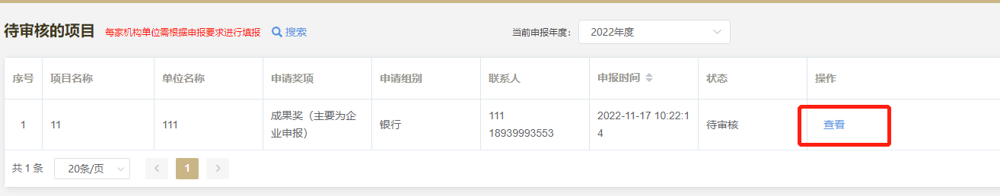 待审核的项目 每家机构单位需根据申报要求进行填报 搜索 当前申报年度： 2022年度
序号 项目名称 单位名称 申请奖项 申请组别 联系人 申报时间 状态 操作
1 11 111 成果奖（主要为企 银行 111 2022-11-17 10:22:1 待审核 查看
业申报） 18939993553 4
共 1 条 20条/页 1